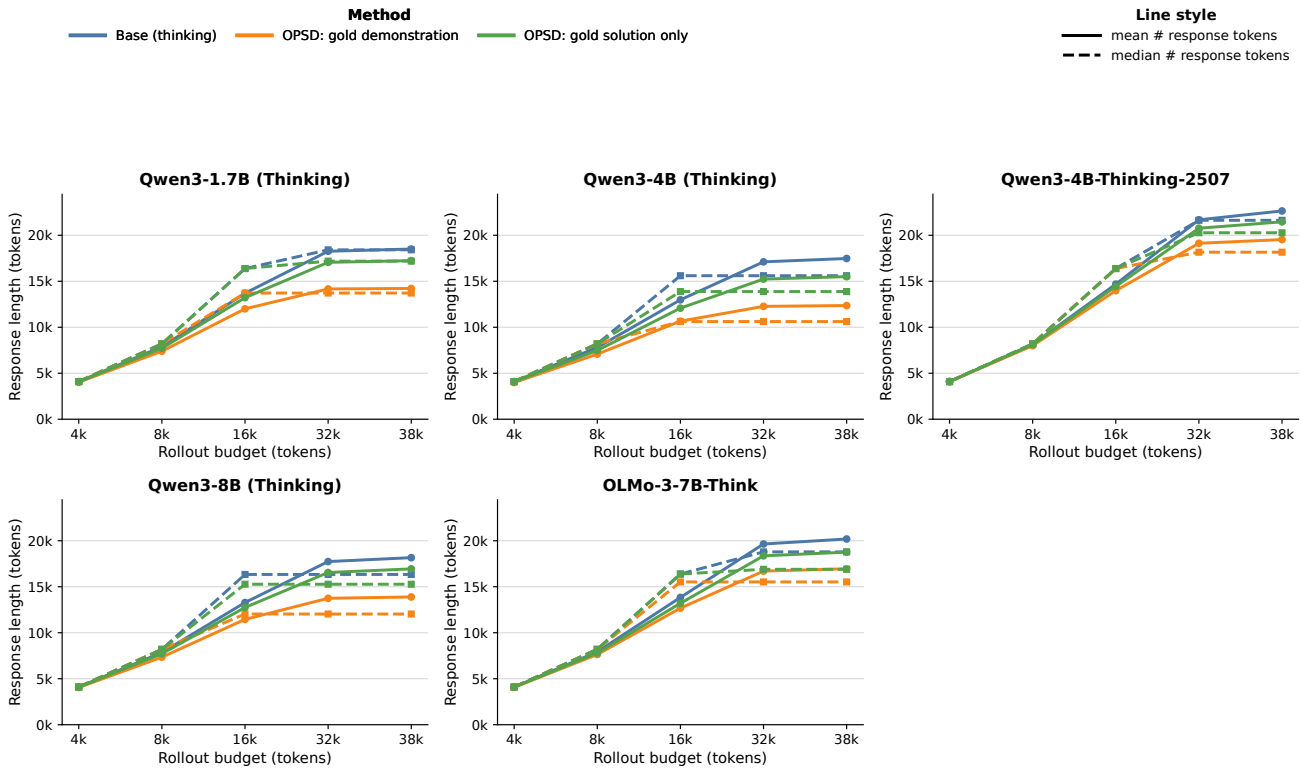 Method
Base (thinking)
OPSD: gold demonstration
OPSD: gold solution only
Line style
mean # response tokens
median # response tokens
Qwen3-1.7B (Thinking)
Response length (tokens)
20k
15k
10k
5k
0k
4k 8k 16k 32k 38k
Rollout budget (tokens)
Qwen3-4B (Thinking)
Response length (tokens)
20k
15k
10k
5k
0k
4k 8k 16k 32k 38k
Rollout budget (tokens)
Qwen3-4B-Thinking-2507
Response length (tokens)
20k
15k
10k
5k
0k
4k 8k 16k 32k 38k
Rollout budget (tokens)
Qwen3-8B (Thinking)
Response length (tokens)
20k
15k
10k
5k
0k
4k 8k 16k 32k 38k
Rollout budget (tokens)
OLMo-3-7B-Think
Response length (tokens)
20k
15k
10k
5k
0k
4k 8k 16k 32k 38k
Rollout budget (tokens)